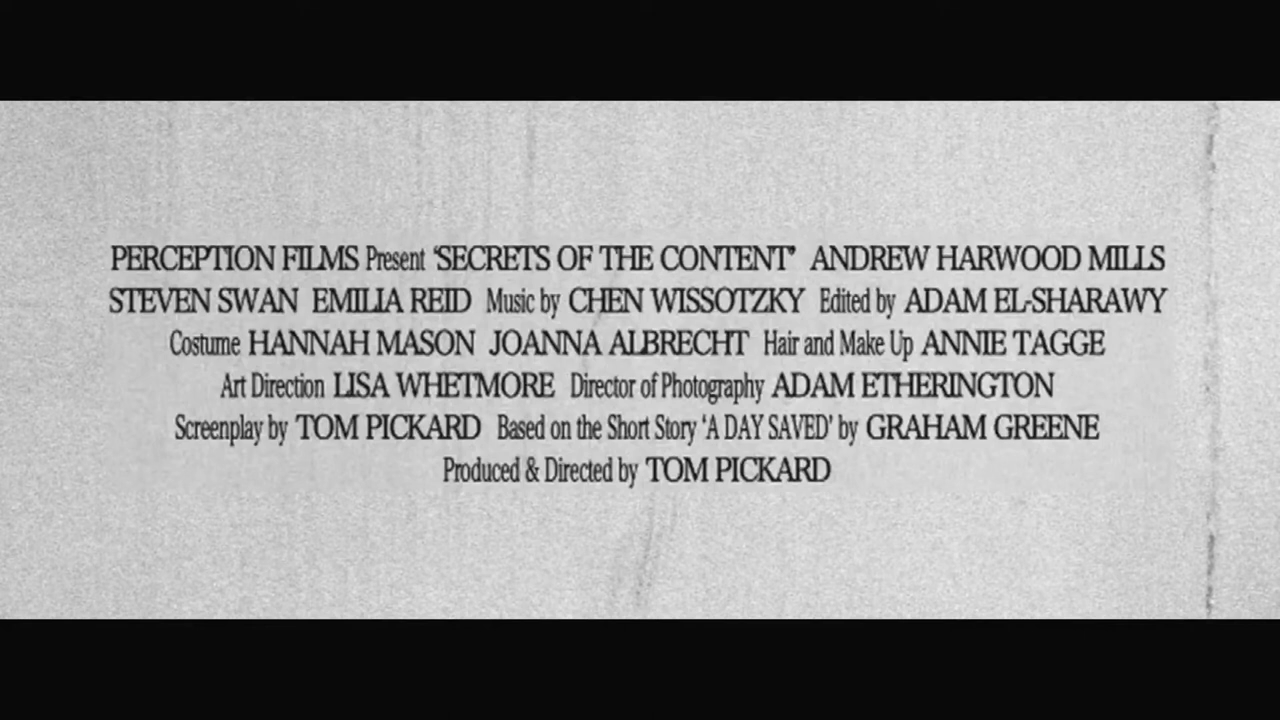 PERCEPTION FILMS Present 'SECRETS OF THE CONTENT' ANDREW HARWOOD MILLS
STEVEN SWAN EMILIA REID Music by CHEN WISSOTZKY Edited by ADAM EL-SHARAWY
Costume HANNAH MASON JOANNA ALBRECHT Hair and Make Up ANNIE TAGGE
Art Direction LISA WHETMORE Director of Photography ADAM ETHERINGTON
Screenplay by TOM PICKARD Based on the Short Story 'A DAY SAVED' by GRAHAM GREENE
Produced & Directed by TOM PICKARD